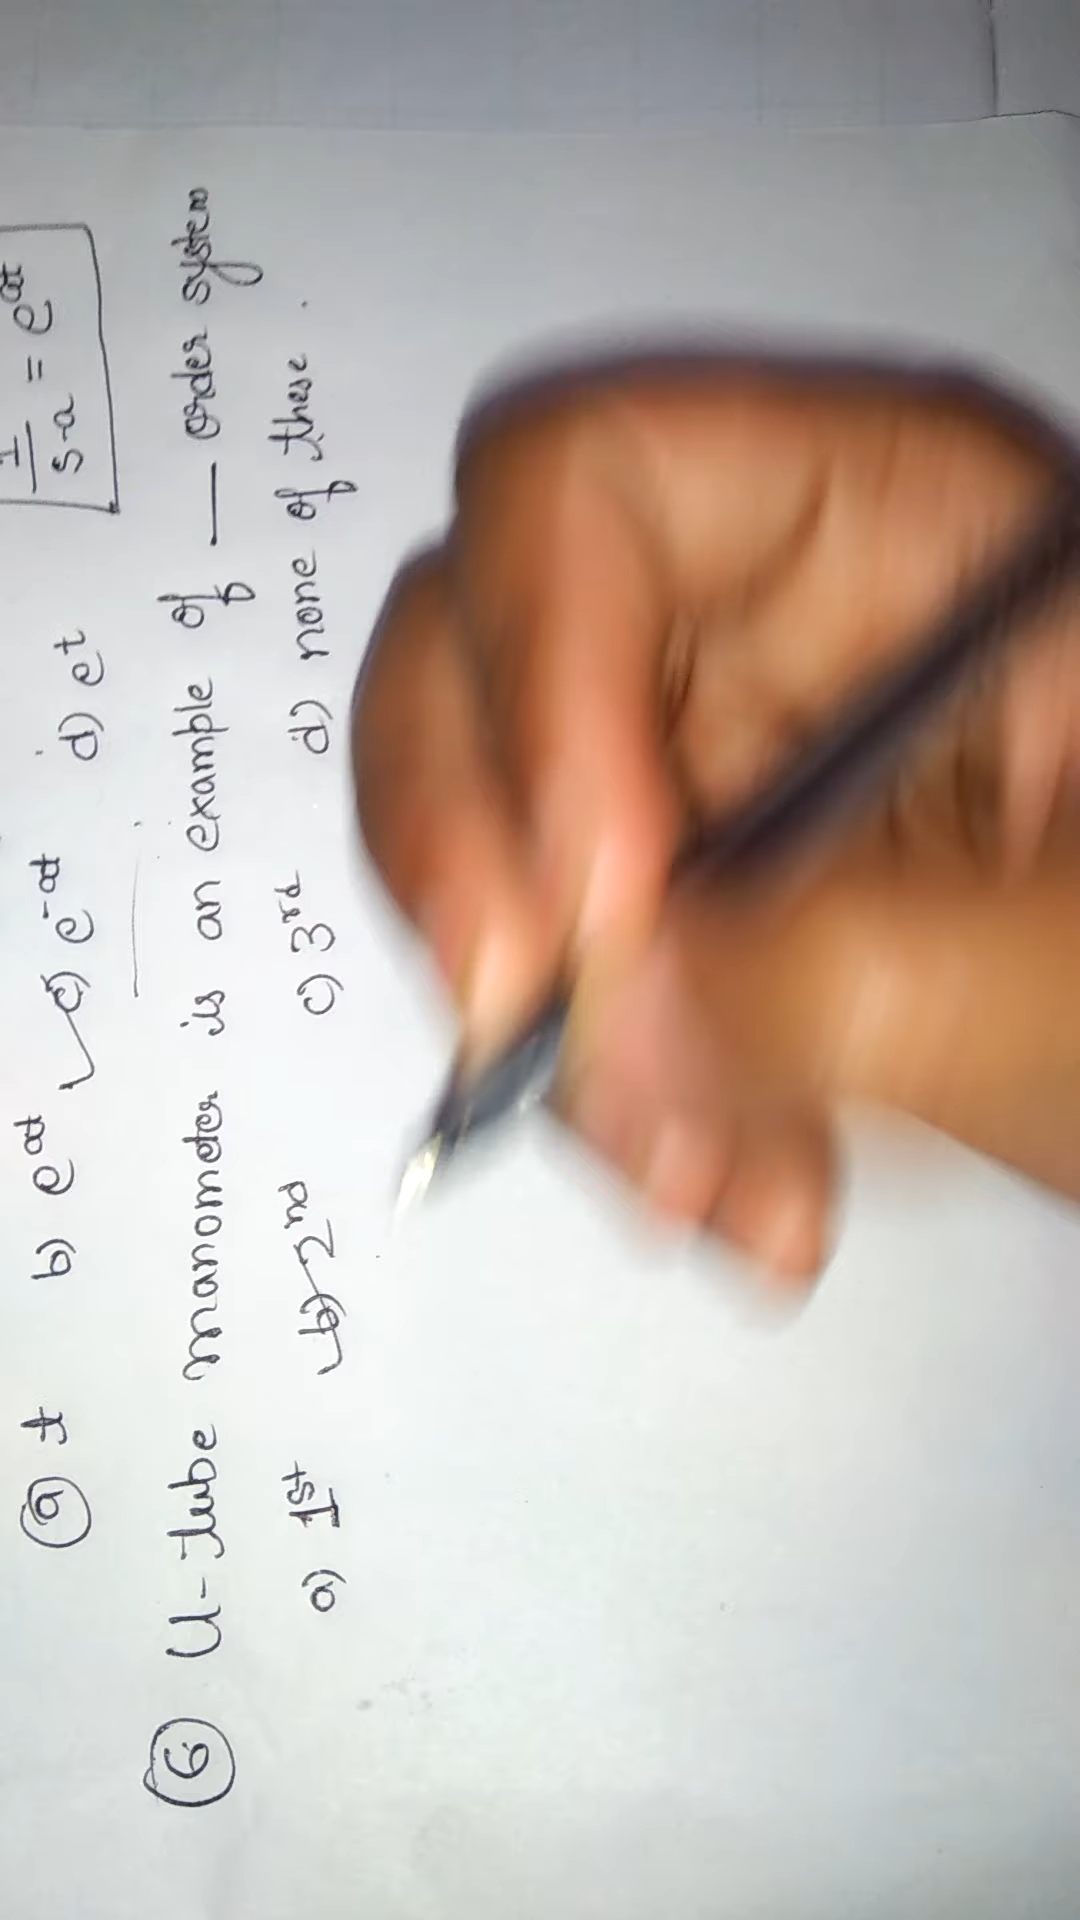 1
s-a = e^at
ⓐ t b) e^at c) e^-at d) et
⑥ U-tube manometer is an example of — order system
a) 1st b) 2nd c) 3rd d) none of these.